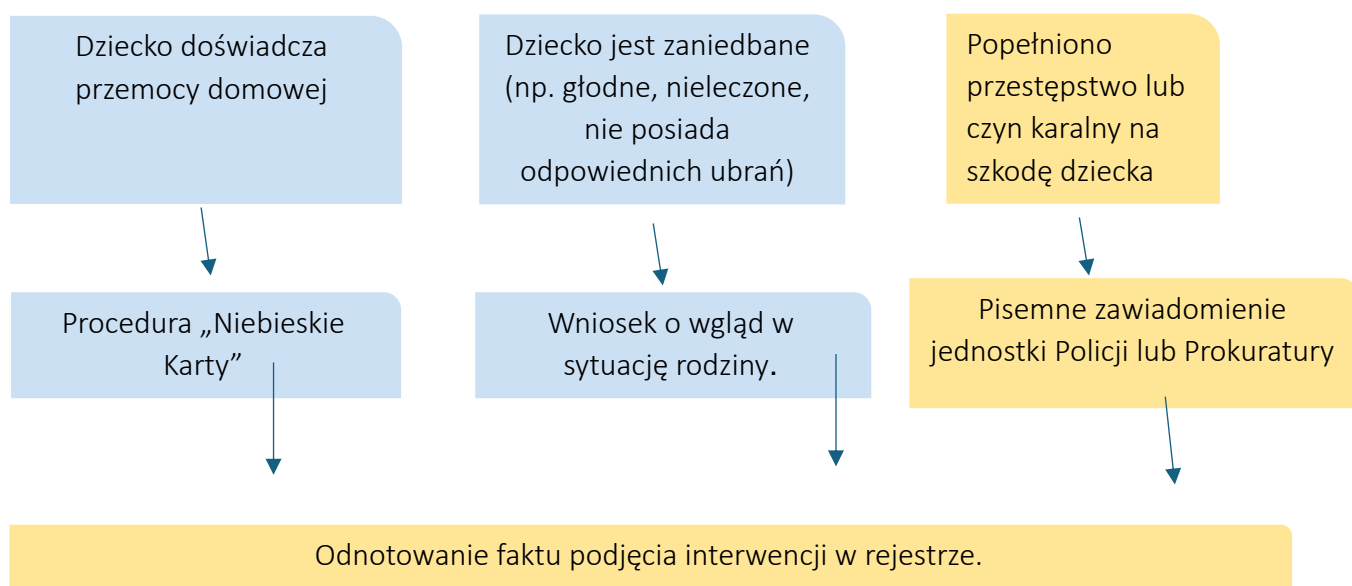 Dziecko doświadcza
przemocy domowej
Dziecko jest zaniedbane
(np. głodne, nieleczone,
nie posiada
odpowiednich ubrań)
Popełniono
przestępstwo lub
czyn karalny na
szkodę dziecka
Procedura „Niebieskie
Karty”
Wniosek o wgląd w
sytuację rodziny.
Pisemne zawiadomienie
jednostki Policji lub Prokuratury
Odnotowanie faktu podjęcia interwencji w rejestrze.